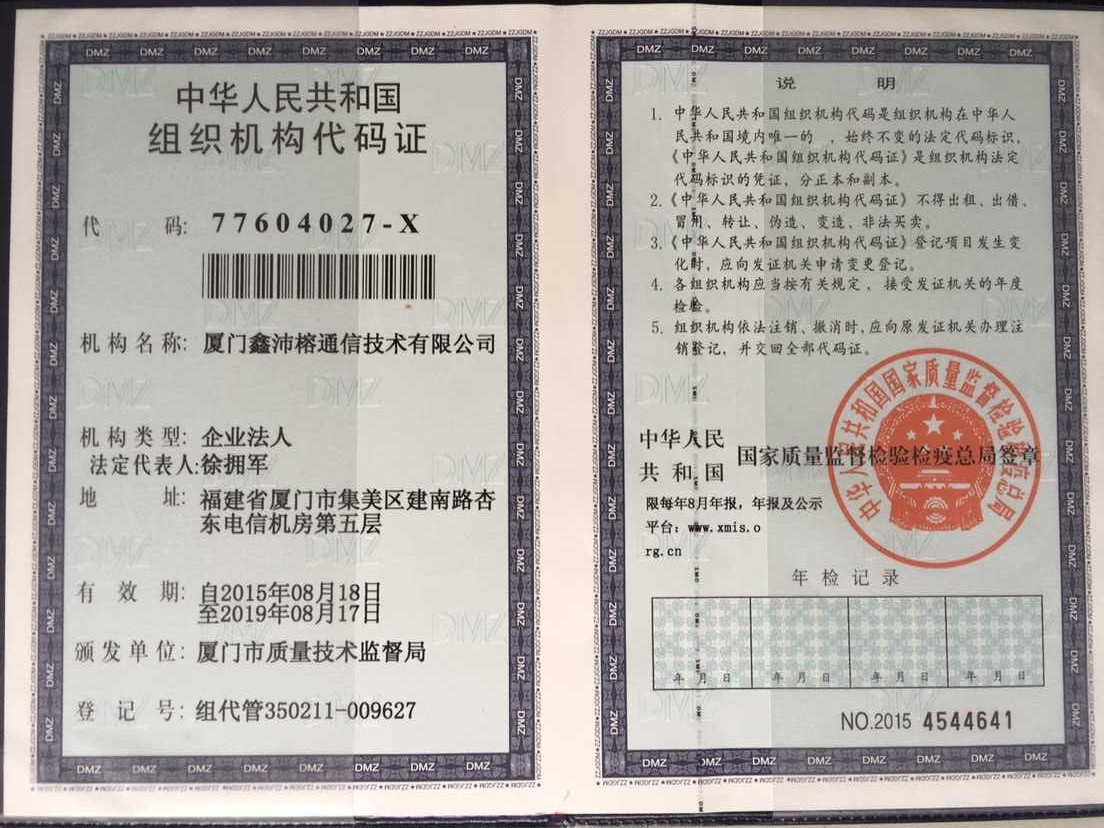 中华人民共和国
组织机构代码证
代 码: 77604027-X
机构名称: 厦门鑫沛榕通信技术有限公司
机构类型: 企业法人
法定代表人:徐拥军
地 址: 福建省厦门市集美区建南路杏
东电信机房第五层
有 效 期: 自2015年08月18日
至2019年08月17日
颁发单位: 厦门市质量技术监督局
登 记 号: 组代管350211-009627
说 明
1. 中华人民共和国组织机构代码是组织机构在中华人
民共和国境内唯一的 ，始终不变的法定代码标识，
《中华人民共和国组织机构代码证》是组织机构法定
代码标识的凭证，分正本和副本。
2.《中华人民共和国组织机构代码证》不得出租、出借、
冒用、转让、伪造、变造、非法买卖。
3.《中华人民共和国组织机构代码证》登记项目发生变
化时，应向发证机关申请变更登记。
4. 各组织机构应当按有关规定，接受发证机关的年度
检验。
5. 组织机构依法注销、撤消时，应向原发证机关办理注
销登记，并交回全部代码证。
中华人民
共 和 国
国家质量监督检验检疫总局签章
中华人民共和国国家质量监督检验检疫总局
限每年8月年报，年报及公示
平台：www.xmis.o
rg.cn
年检记录
年 月 日 年 月 日 年 月 日 年 月 日
NO.2015 4544641